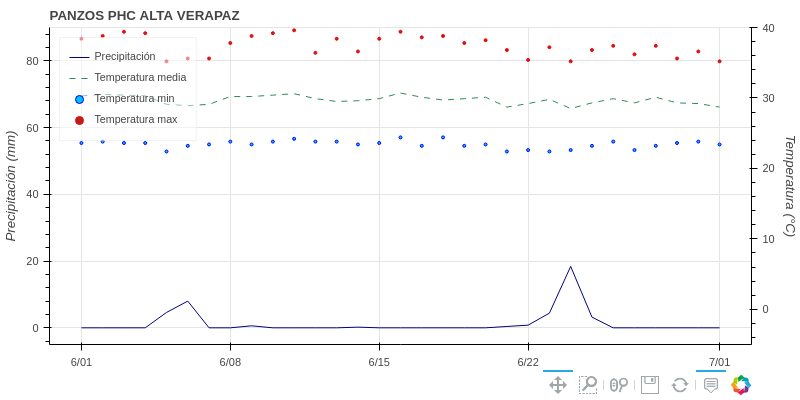 PANZOS PHC ALTA VERAPAZ
Precipitación
Temperatura media
Temperatura min
Temperatura max
Precipitación (mm)
80
60
40
20
0
Temperatura (°C)
40
30
20
10
0
6/01
6/08
6/15
6/22
7/01